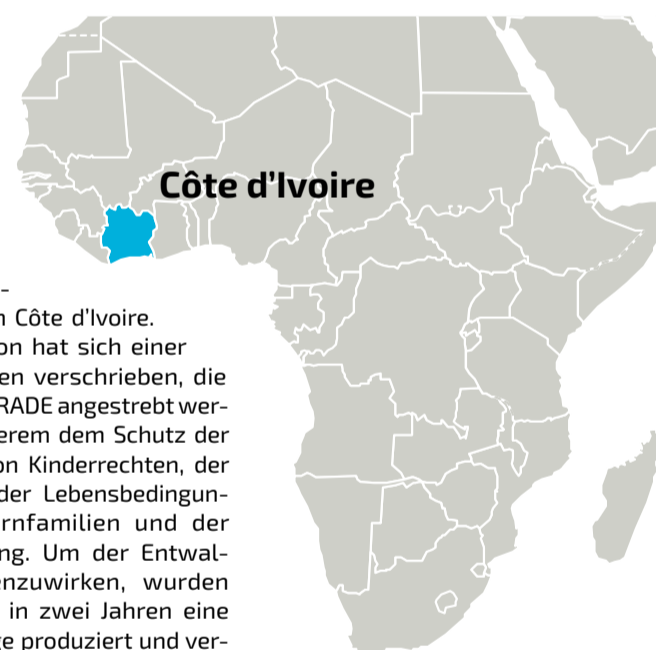 Côte d’Ivoire
-
n Côte d’Ivoire.
on hat sich einer
en verschrieben, die
RADE angestrebt wer-
erem dem Schutz der
on Kinderrechten, der
der Lebensbedingun-
rnfamilien und der
ng. Um der Entwal-
enzuwirken, wurden
in zwei Jahren eine
ge produziert und ver-